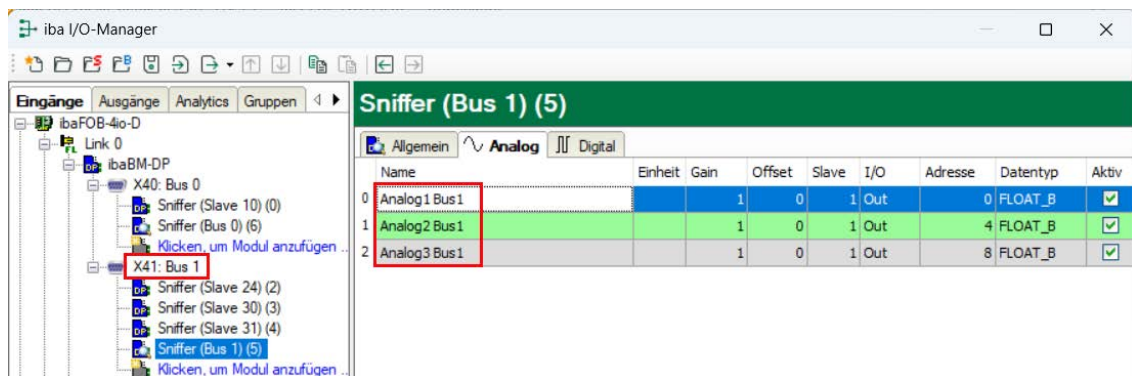 iba I/O-Manager
Eingänge Ausgänge Analytics Gruppen
ibaFOB-4io-D
Link 0
ibaBM-DP
X40: Bus 0
Sniffer (Slave 10) (0)
Sniffer (Bus 0) (6)
Klicken, um Modul anzufügen ..
X41: Bus 1
Sniffer (Slave 24) (2)
Sniffer (Slave 30) (3)
Sniffer (Slave 31) (4)
Sniffer (Bus 1) (5)
Klicken, um Modul anzufügen ..
Sniffer (Bus 1) (5)
Allgemein Analog Digital
Name Einheit Gain Offset Slave I/O Adresse Datentyp Aktiv
0 Analog1 Bus1 1 0 1 Out 0 FLOAT_B
1 Analog2 Bus1 1 0 1 Out 4 FLOAT_B
2 Analog3 Bus1 1 0 1 Out 8 FLOAT_B